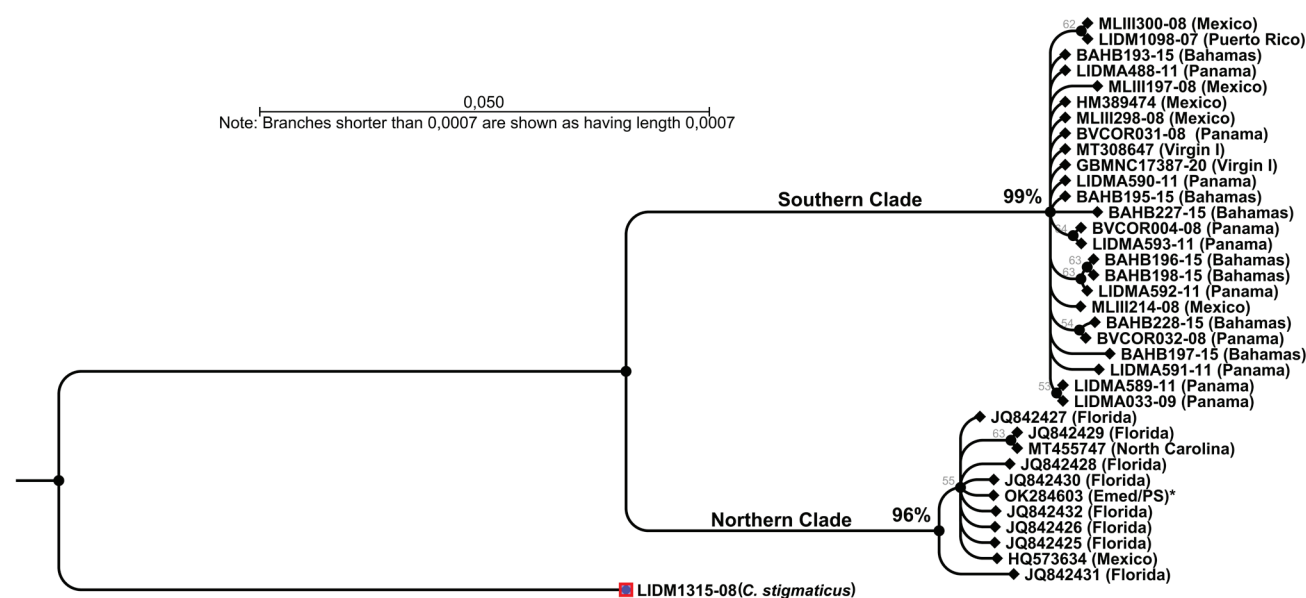 62
MLIII300-08 (Mexico)
LIDM1098-07 (Puerto Rico)
BAHB193-15 (Bahamas)
LIDMA488-11 (Panama)
MLIII197-08 (Mexico)
0,050
HM389474 (Mexico)
Note: Branches shorter than 0,0007 are shown as having length 0,0007
MLIII298-08 (Mexico)
BVCOR031-08 (Panama)
MT308647 (Virgin I)
GBMNC17387-20 (Virgin I)
LIDMA590-11 (Panama)
Southern Clade
99%
BAHB195-15 (Bahamas)
BAHB227-15 (Bahamas)
BVCOR004-08 (Panama)
LIDMA593-11 (Panama)
63
BAHB196-15 (Bahamas)
63
BAHB198-15 (Bahamas)
LIDMA592-11 (Panama)
MLIII214-08 (Mexico)
54
BAHB228-15 (Bahamas)
BVCOR032-08 (Panama)
BAHB197-15 (Bahamas)
LIDMA591-11 (Panama)
53
LIDMA589-11 (Panama)
LIDMA033-09 (Panama)
JQ842427 (Florida)
63
JQ842429 (Florida)
MT455747 (North Carolina)
JQ842428 (Florida)
55
JQ842430 (Florida)
OK284603 (Emed/PS)*
Northern Clade
96%
JQ842432 (Florida)
JQ842426 (Florida)
JQ842425 (Florida)
HQ573634 (Mexico)
JQ842431 (Florida)
LIDM1315-08(C. stigmaticus)